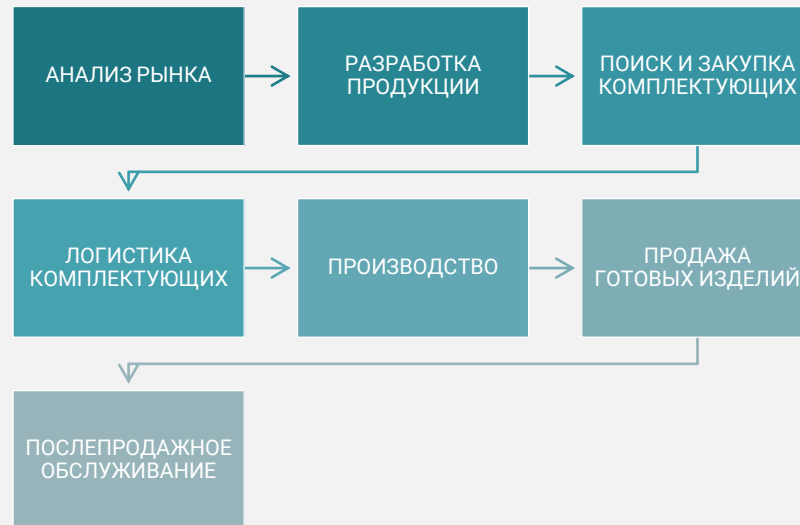 АНАЛИЗ РЫНКА
РАЗРАБОТКА
ПРОДУКЦИИ
ПОИСК И ЗАКУПКА
КОМПЛЕКТУЮЩИХ
ЛОГИСТИКА
КОМПЛЕКТУЮЩИХ
ПРОИЗВОДСТВО
ПРОДАЖА
ГОТОВЫХ ИЗДЕЛИЙ
ПОСЛЕПРОДАЖНОЕ
ОБСЛУЖИВАНИЕ